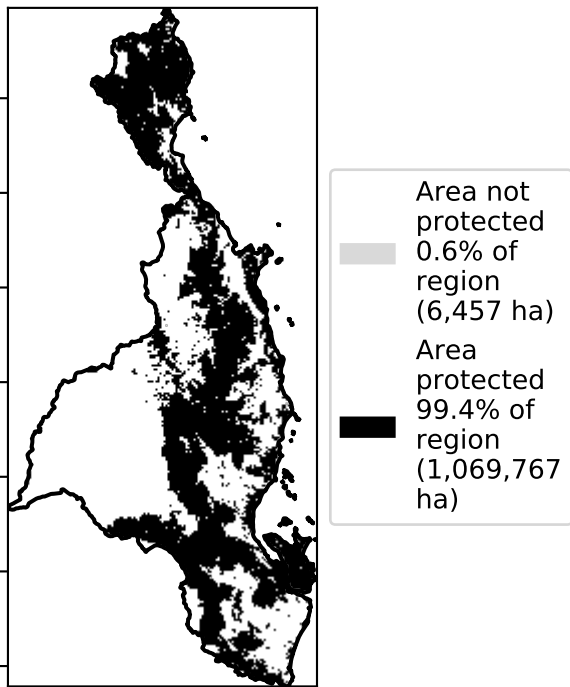 Area not
protected
0.6% of
region
(6,457 ha)
Area
protected
99.4% of
region
(1,069,767
ha)